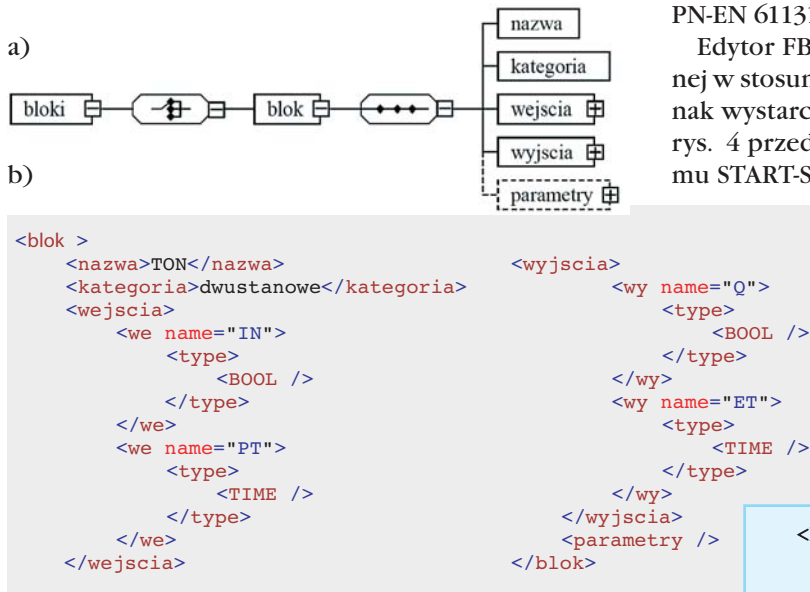 a)
bloki
blok
nazwa
kategoria
wejscia
wyjscia
parametry
b)
<blok >
<nazwa>TON</nazwa>
<kategoria>dwustanowe</kategoria>
<wejscia>
<we name="IN">
<type>
<BOOL />
</type>
</we>
<we name="PT">
<type>
<TIME />
</type>
</we>
</wejscia>
<wyjscia>
<wy name="Q">
<type>
<BOOL />
</type>
</wy>
<wy name="ET">
<type>
<TIME />
</type>
</wy>
</wyjscia>
<parametry />
</blok>
PN-EN 61131
Edytor FB
nej w stosun
nak wystarc
rys. 4 przed
mu START-S
<